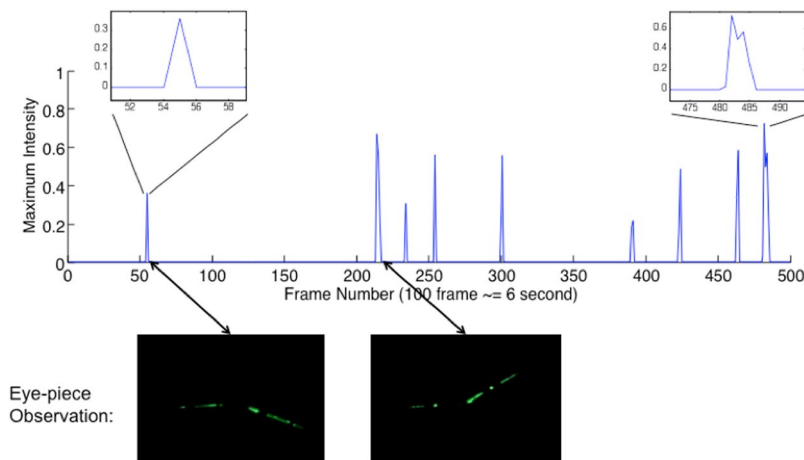 0.3
0.2
0.1
0
52 54 56 58
0.6
0.4
0.2
0
475 480 485 490
Maximum Intensity
1
0.8
0.6
0.4
0.2
0
0 50 100 150 200 250 300 350 400 450 500
Frame Number (100 frame ~= 6 second)
Eye-piece
Observation: